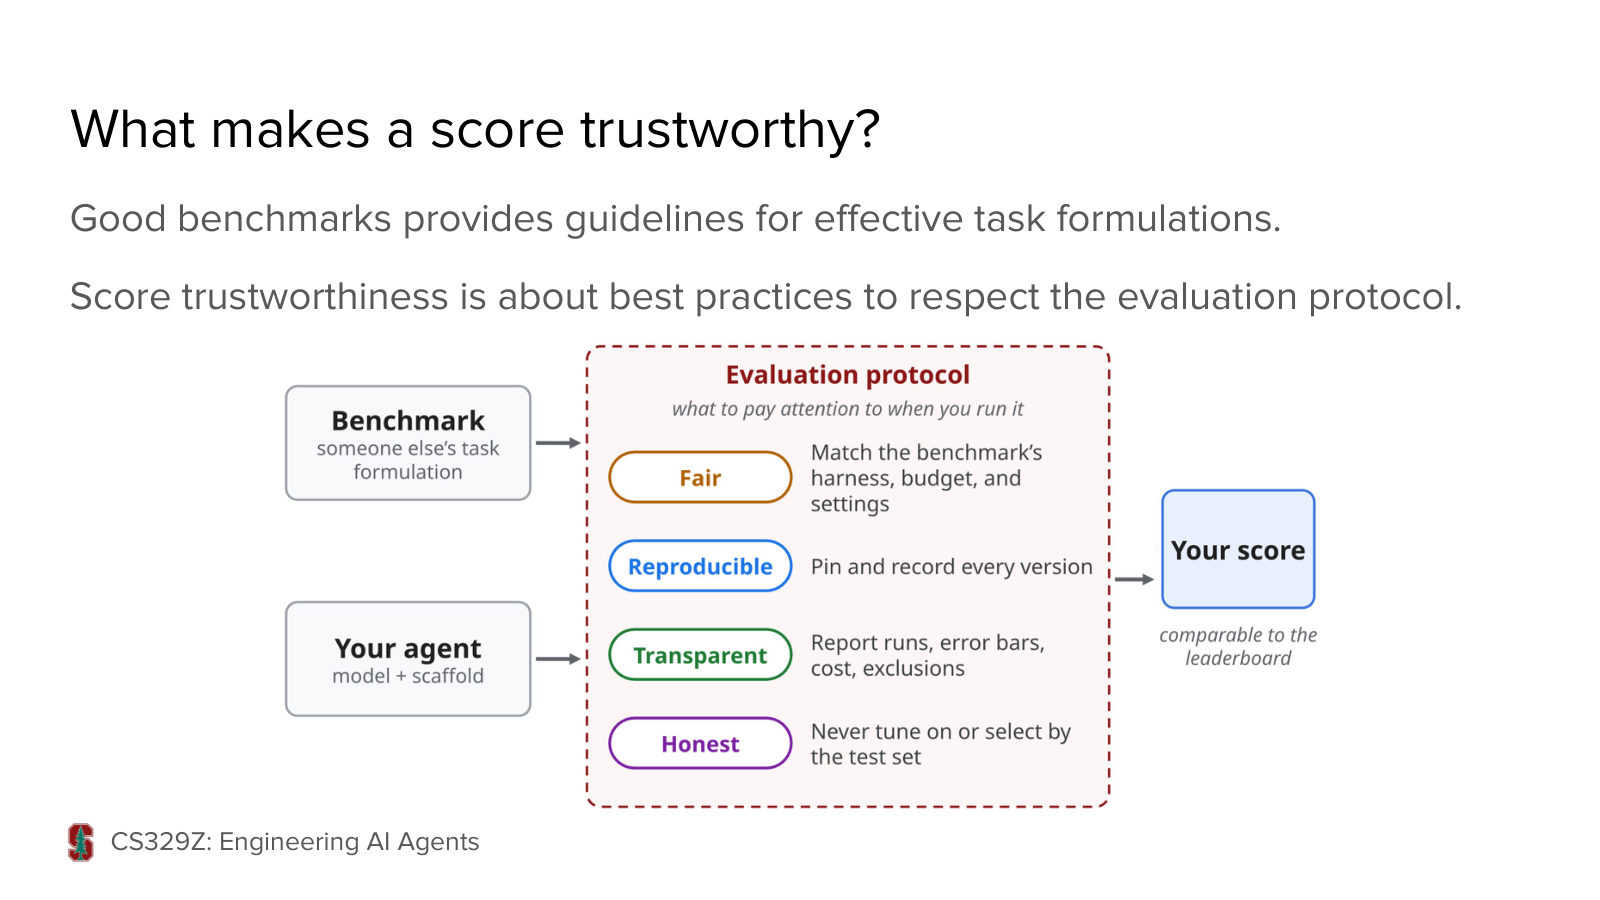 What makes a score trustworthy?
Good benchmarks provides guidelines for effective task formulations.
Score trustworthiness is about best practices to respect the evaluation protocol.
Benchmark
someone else's task
formulation
Your agent
model + scaffold
Evaluation protocol
what to pay attention to when you run it
Fair
Match the benchmark's
harness, budget, and
settings
Reproducible
Pin and record every version
Transparent
Report runs, error bars,
cost, exclusions
Honest
Never tune on or select by
the test set
Your score
comparable to the
leaderboard
S
CS329Z: Engineering AI Agents